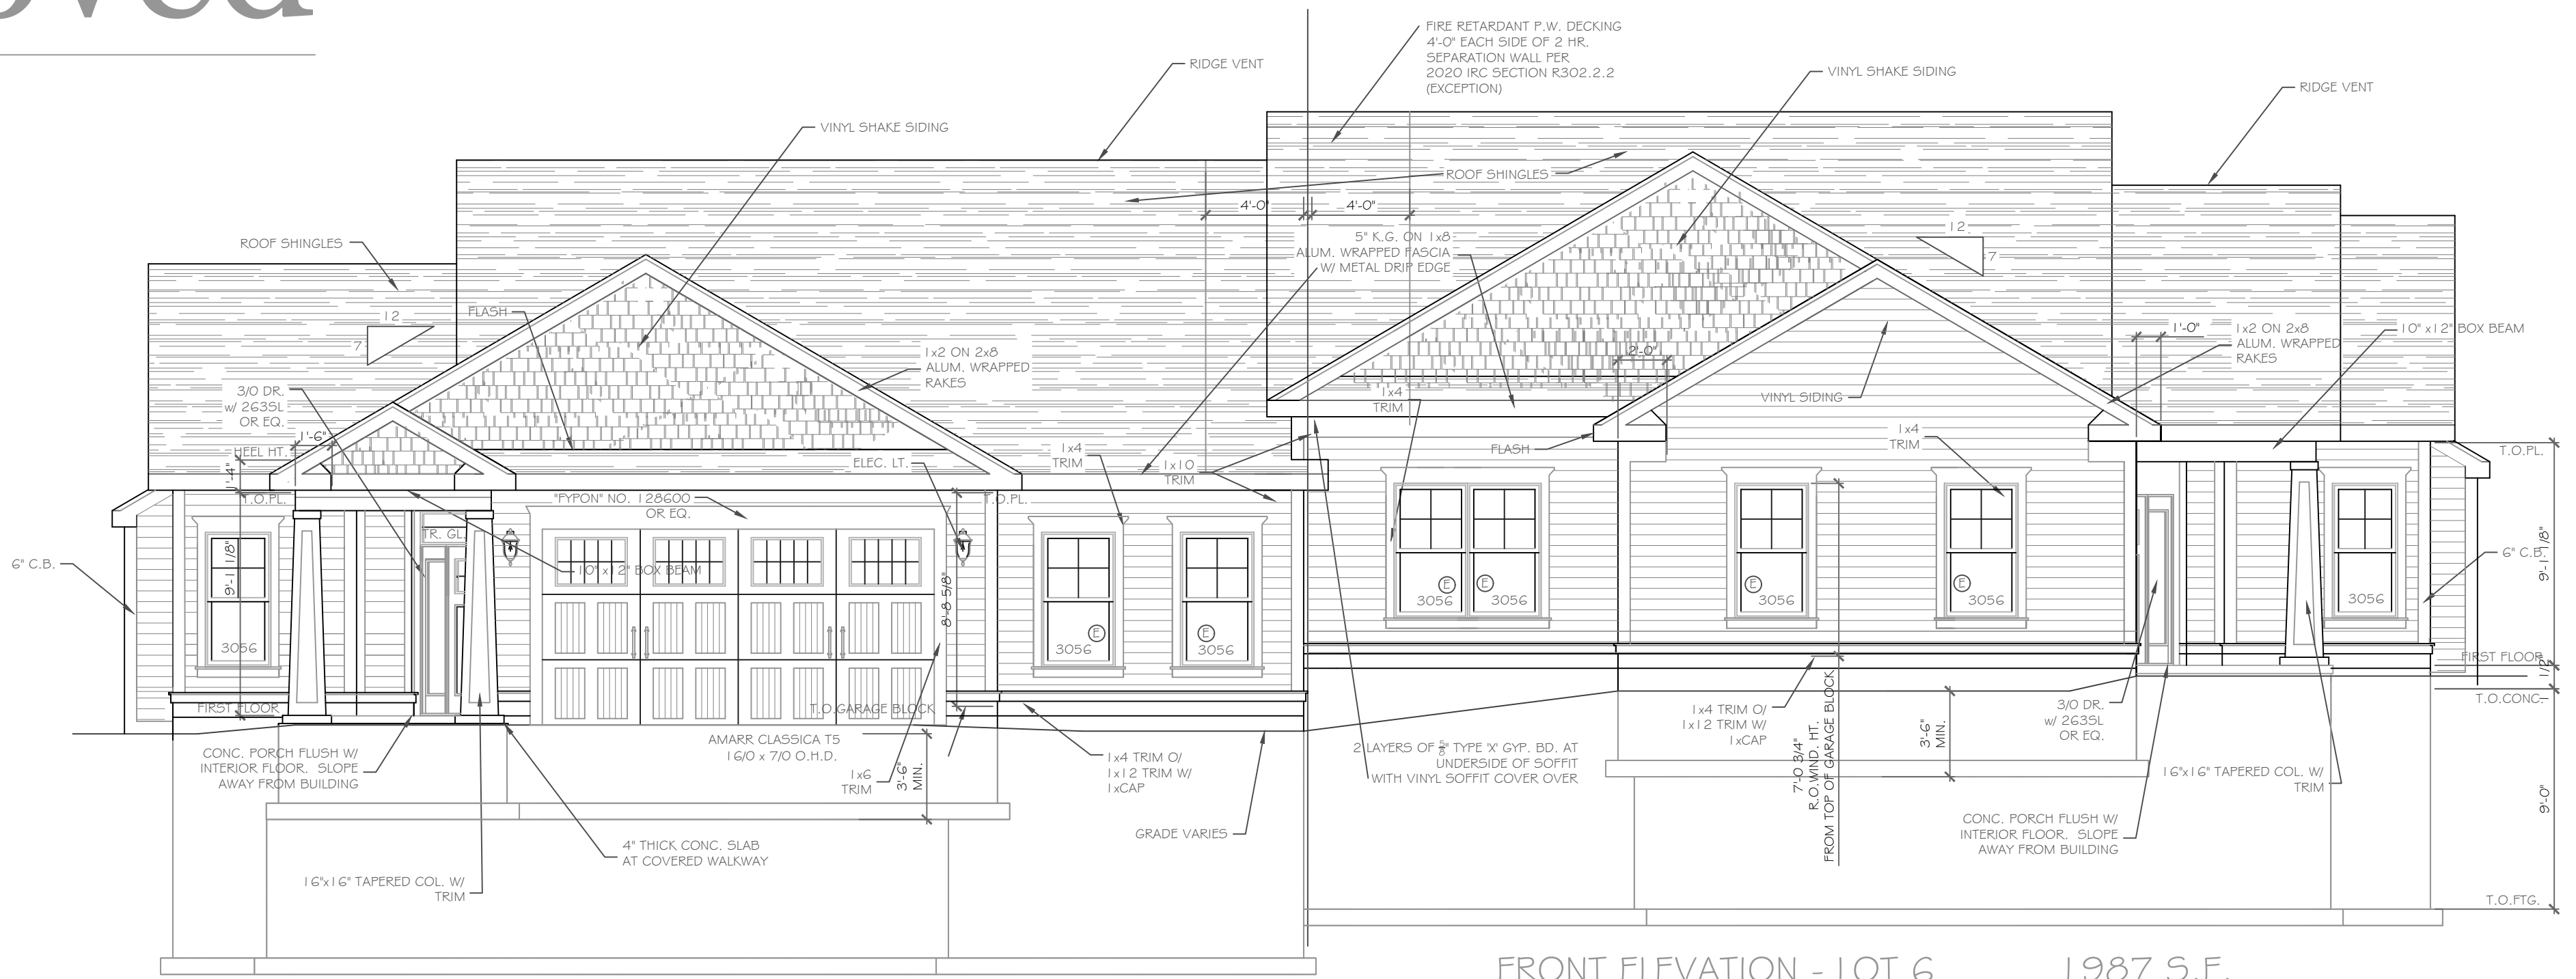 RIDGE VENT
FIRE RETARDANT P.W. DECKING
4'-0" EACH SIDE OF 2 HR.
SEPARATION WALL PER
2020 IRC SECTION R302.2.2
(EXCEPTION)
VINYL SHAKE SIDING
RIDGE VENT
VINYL SHAKE SIDING
ROOF SHINGLES
4'-0"
4'-0"
ROOF SHINGLES
5" K.G. ON 1x8
ALUM. WRAPPED FASCIA
W/ METAL DRIP EDGE
12
7
12
7
FLASH
1x2 ON 2x8
ALUM. WRAPPED
RAKES
2'-0"
1'-0"
1x2 ON 2x8
ALUM. WRAPPED
RAKES
10" x12" BOX BEAM
3/0 DR.
w/ 263SL
OR EQ.
1'-6"
HEEL HT.
1'-4"
1x4
TRIM
VINYL SIDING
FLASH
1x4
TRIM
T.O.PL.
ELEC. LT.
1x4
TRIM
1x10
TRIM
T.O.PL.
"FYPON" NO. 128600
OR EQ.
T.O.PL.
TR. GL.
6" C.B.
9'-1 1/8"
10" x12" BOX BEAM
8'-8 5/8"
6" C.B.
9'-1 1/8"
E
3056
E
3056
E
3056
E
3056
3056
3056
E
3056
E
3056
FIRST FLOOR
T.O.GARAGE BLOCK
FIRST FLOOR
1 1/2"
T.O.CONC.
CONC. PORCH FLUSH W/
INTERIOR FLOOR. SLOPE
AWAY FROM BUILDING
AMARR CLASSICA T5
16/0 x 7/0 O.H.D.
1x6
TRIM
3'-6"
MIN.
1x4 TRIM O/
1x12 TRIM W/
1xCAP
2 LAYERS OF 5/8" TYPE 'X' GYP. BD. AT
UNDERSIDE OF SOFFIT
WITH VINYL SOFFIT COVER OVER
1x4 TRIM O/
1x12 TRIM W/
1xCAP
7'-0 3/4"
R.O.WIND. HT.
FROM TOP OF GARAGE BLOCK
3'-6"
MIN.
3/0 DR.
w/ 263SL
OR EQ.
16"x16" TAPERED COL. W/
TRIM
9'-0"
GRADE VARIES
CONC. PORCH FLUSH W/
INTERIOR FLOOR. SLOPE
AWAY FROM BUILDING
4" THICK CONC. SLAB
AT COVERED WALKWAY
16"x16" TAPERED COL. W/
TRIM
T.O.FTG.
FRONT ELEVATION - LOT 6
1987 S.F.